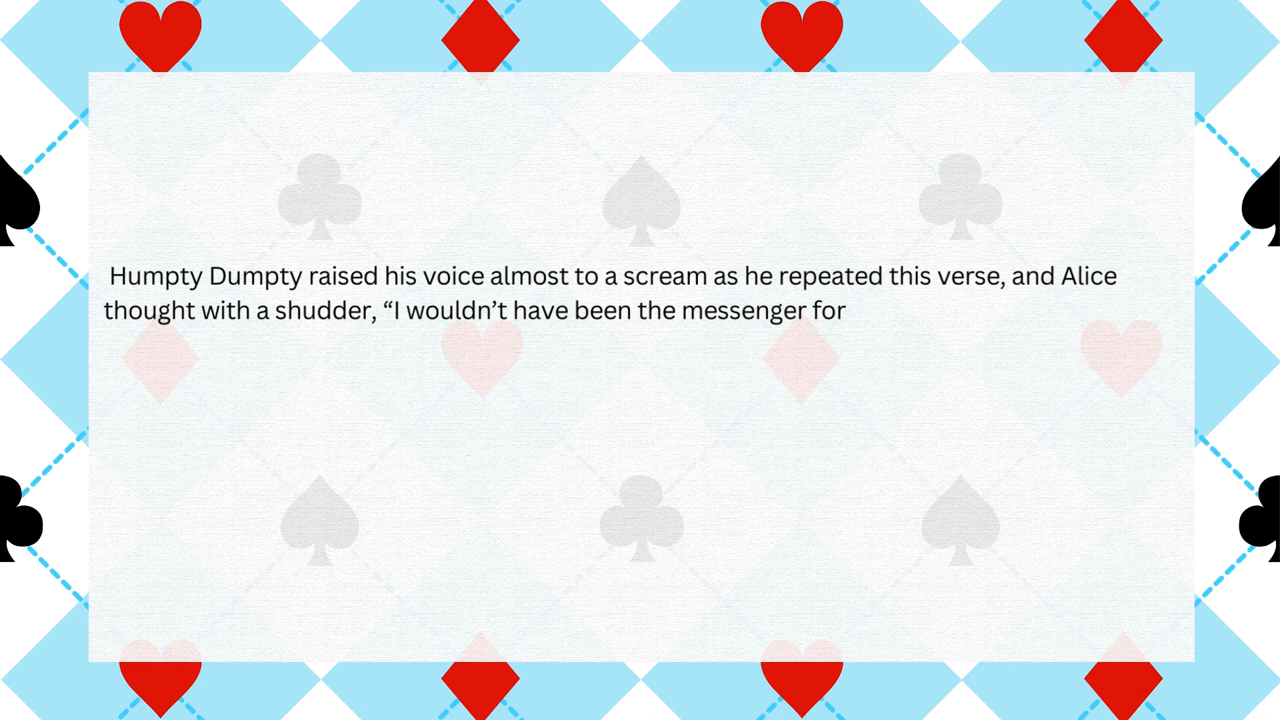 Humpty Dumpty raised his voice almost to a scream as he repeated this verse, and Alice
thought with a shudder, “I wouldn’t have been the messenger for